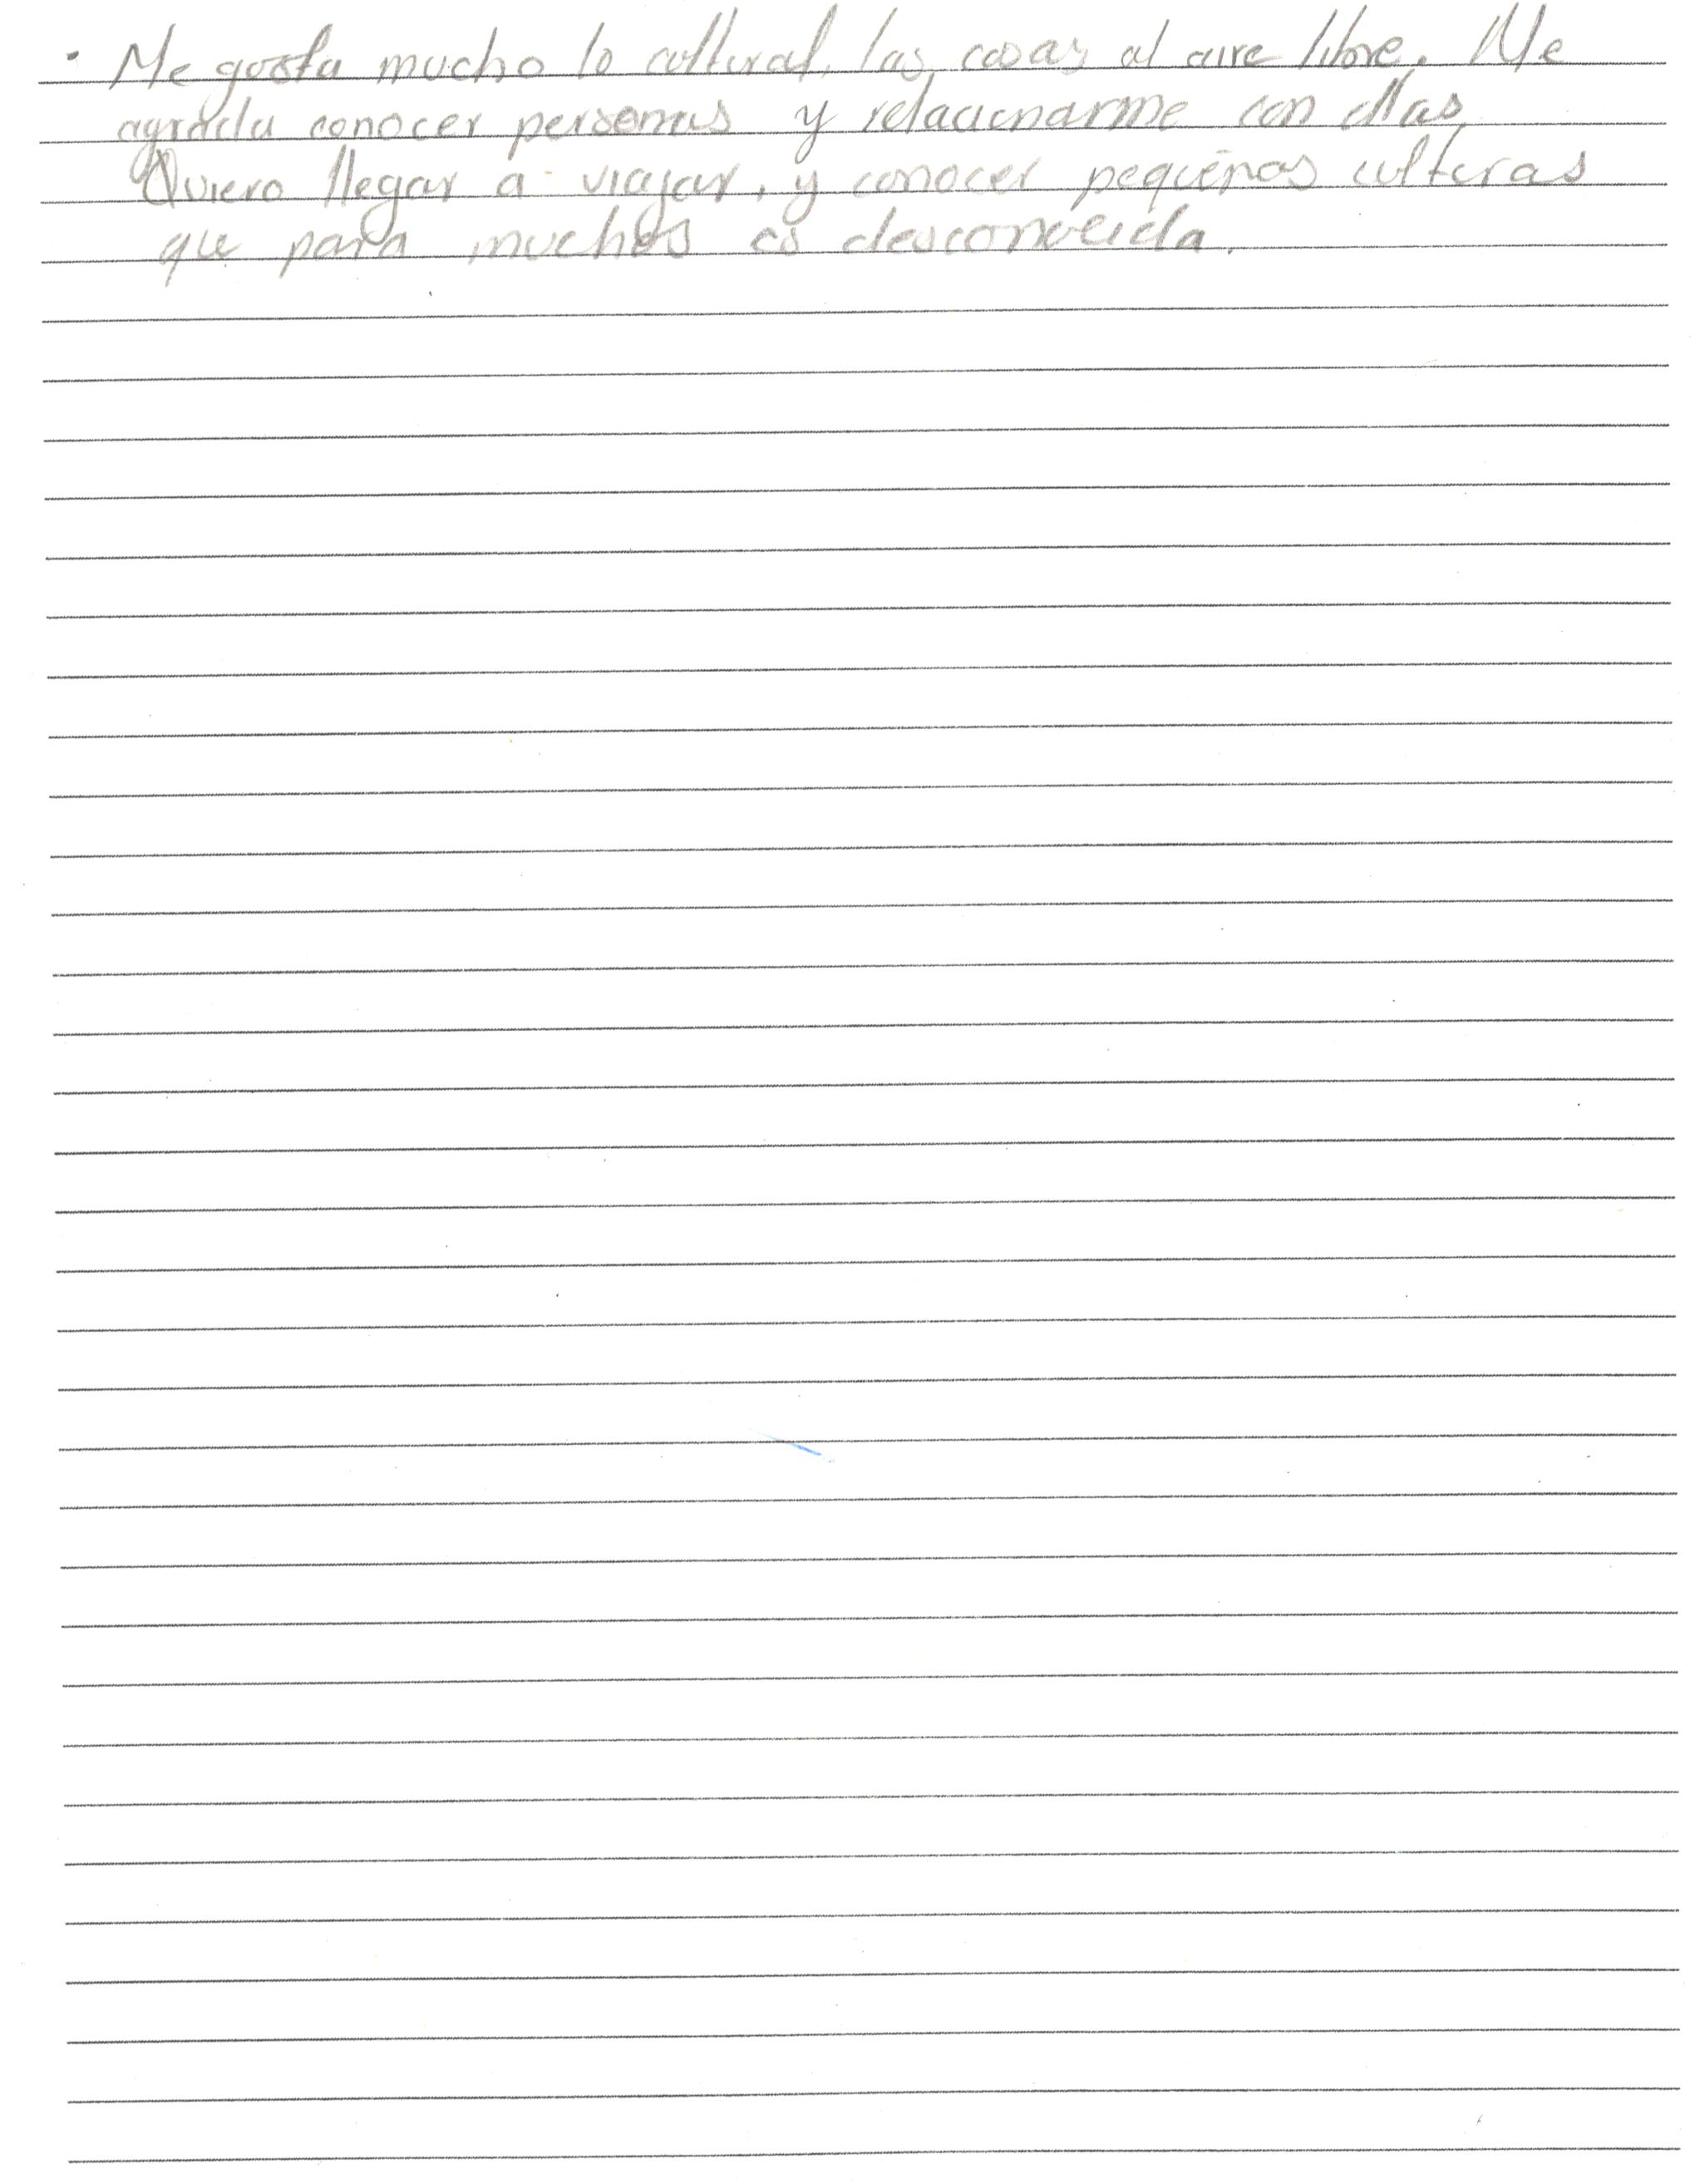 · Me gusta mucho lo cultural, las cosas al aire libre. Me
agrada conocer personas y relacionarme con ellas.
Quiero llegar a viajar, y conocer pequeñas culturas
que para muchos es desconocida.